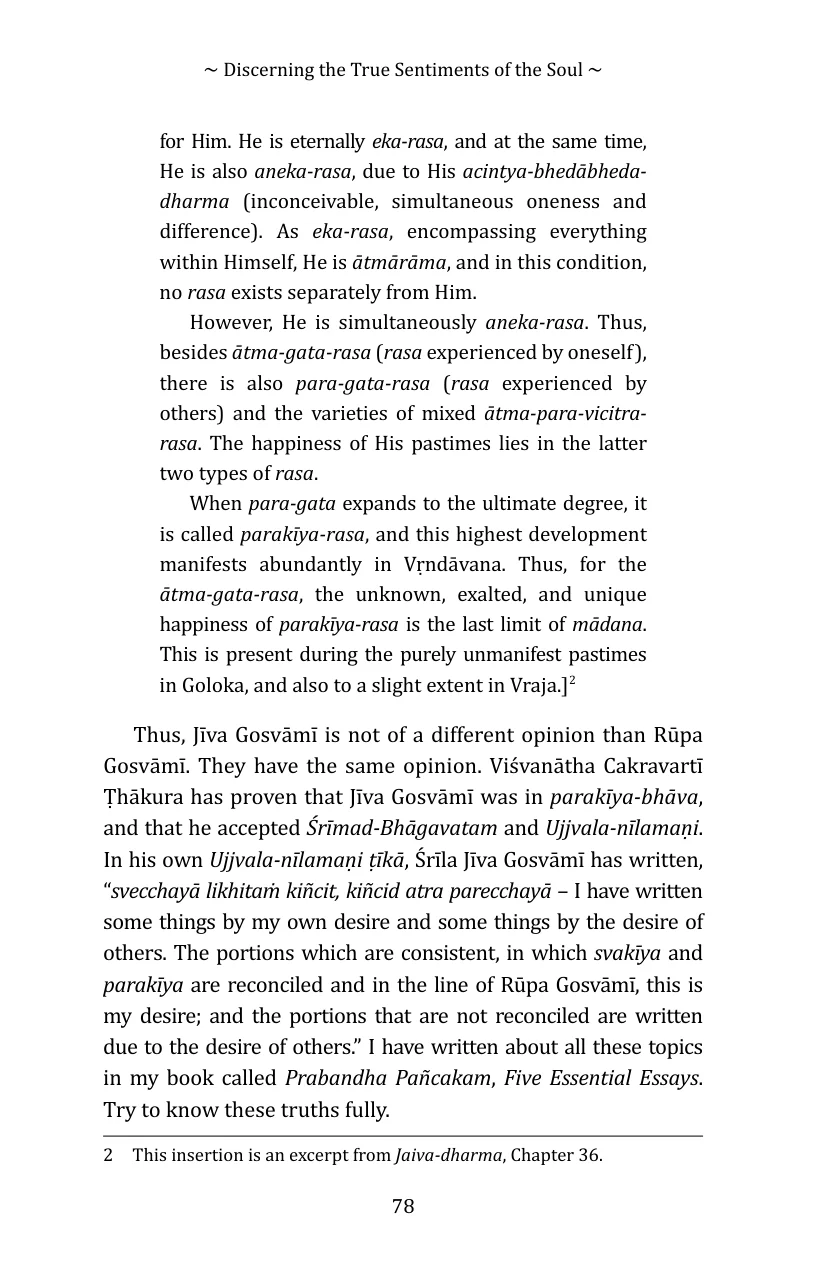 ~ Discerning the True Sentiments of the Soul ~
for Him. He is eternally eka-rasa, and at the same time,
He is also aneka-rasa, due to His acintya-bhedābheda-
dharma (inconceivable, simultaneous oneness and
difference). As eka-rasa, encompassing everything
within Himself, He is ātmārāma, and in this condition,
no rasa exists separately from Him.
However, He is simultaneously aneka-rasa. Thus,
besides ātma-gata-rasa (rasa experienced by oneself),
there is also para-gata-rasa (rasa experienced by
others) and the varieties of mixed ātma-para-vicitra-
rasa. The happiness of His pastimes lies in the latter
two types of rasa.
When para-gata expands to the ultimate degree, it
is called parakīya-rasa, and this highest development
manifests abundantly in Vṛndāvana. Thus, for the
ātma-gata-rasa, the unknown, exalted, and unique
happiness of parakīya-rasa is the last limit of mādana.
This is present during the purely unmanifest pastimes
in Goloka, and also to a slight extent in Vraja.]2
Thus, Jīva Gosvāmī is not of a different opinion than Rūpa
Gosvāmī. They have the same opinion. Viśvanātha Cakravartī
Ṭhākura has proven that Jīva Gosvāmī was in parakīya-bhāva,
and that he accepted Śrīmad-Bhāgavatam and Ujjvala-nīlamaṇi.
In his own Ujjvala-nīlamaṇi ṭīkā, Śrīla Jīva Gosvāmī has written,
“svecchayā likhitaṁ kiñcit, kiñcid atra parecchayā – I have written
some things by my own desire and some things by the desire of
others. The portions which are consistent, in which svakīya and
parakīya are reconciled and in the line of Rūpa Gosvāmī, this is
my desire; and the portions that are not reconciled are written
due to the desire of others.” I have written about all these topics
in my book called Prabandha Pañcakam, Five Essential Essays.
Try to know these truths fully.
2 This insertion is an excerpt from Jaiva-dharma, Chapter 36.
78